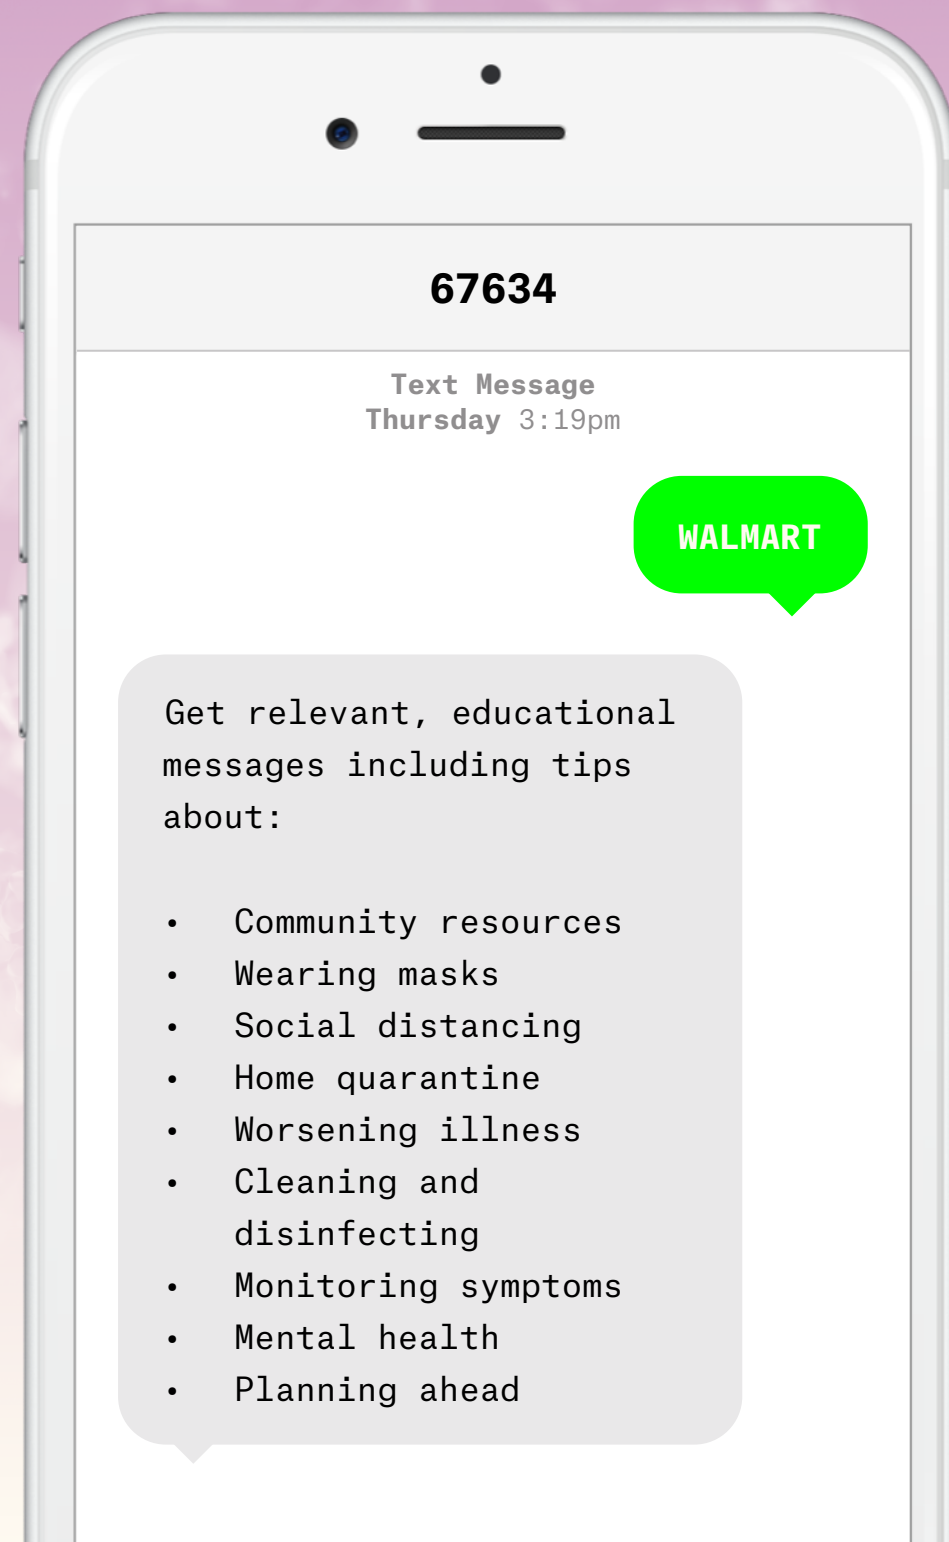 67634
Text Message
Thursday 3:19pm
WALMART
Get relevant, educational
messages including tips
about:
• Community resources
• Wearing masks
• Social distancing
• Home quarantine
• Worsening illness
• Cleaning and
disinfecting
• Monitoring symptoms
• Mental health
• Planning ahead